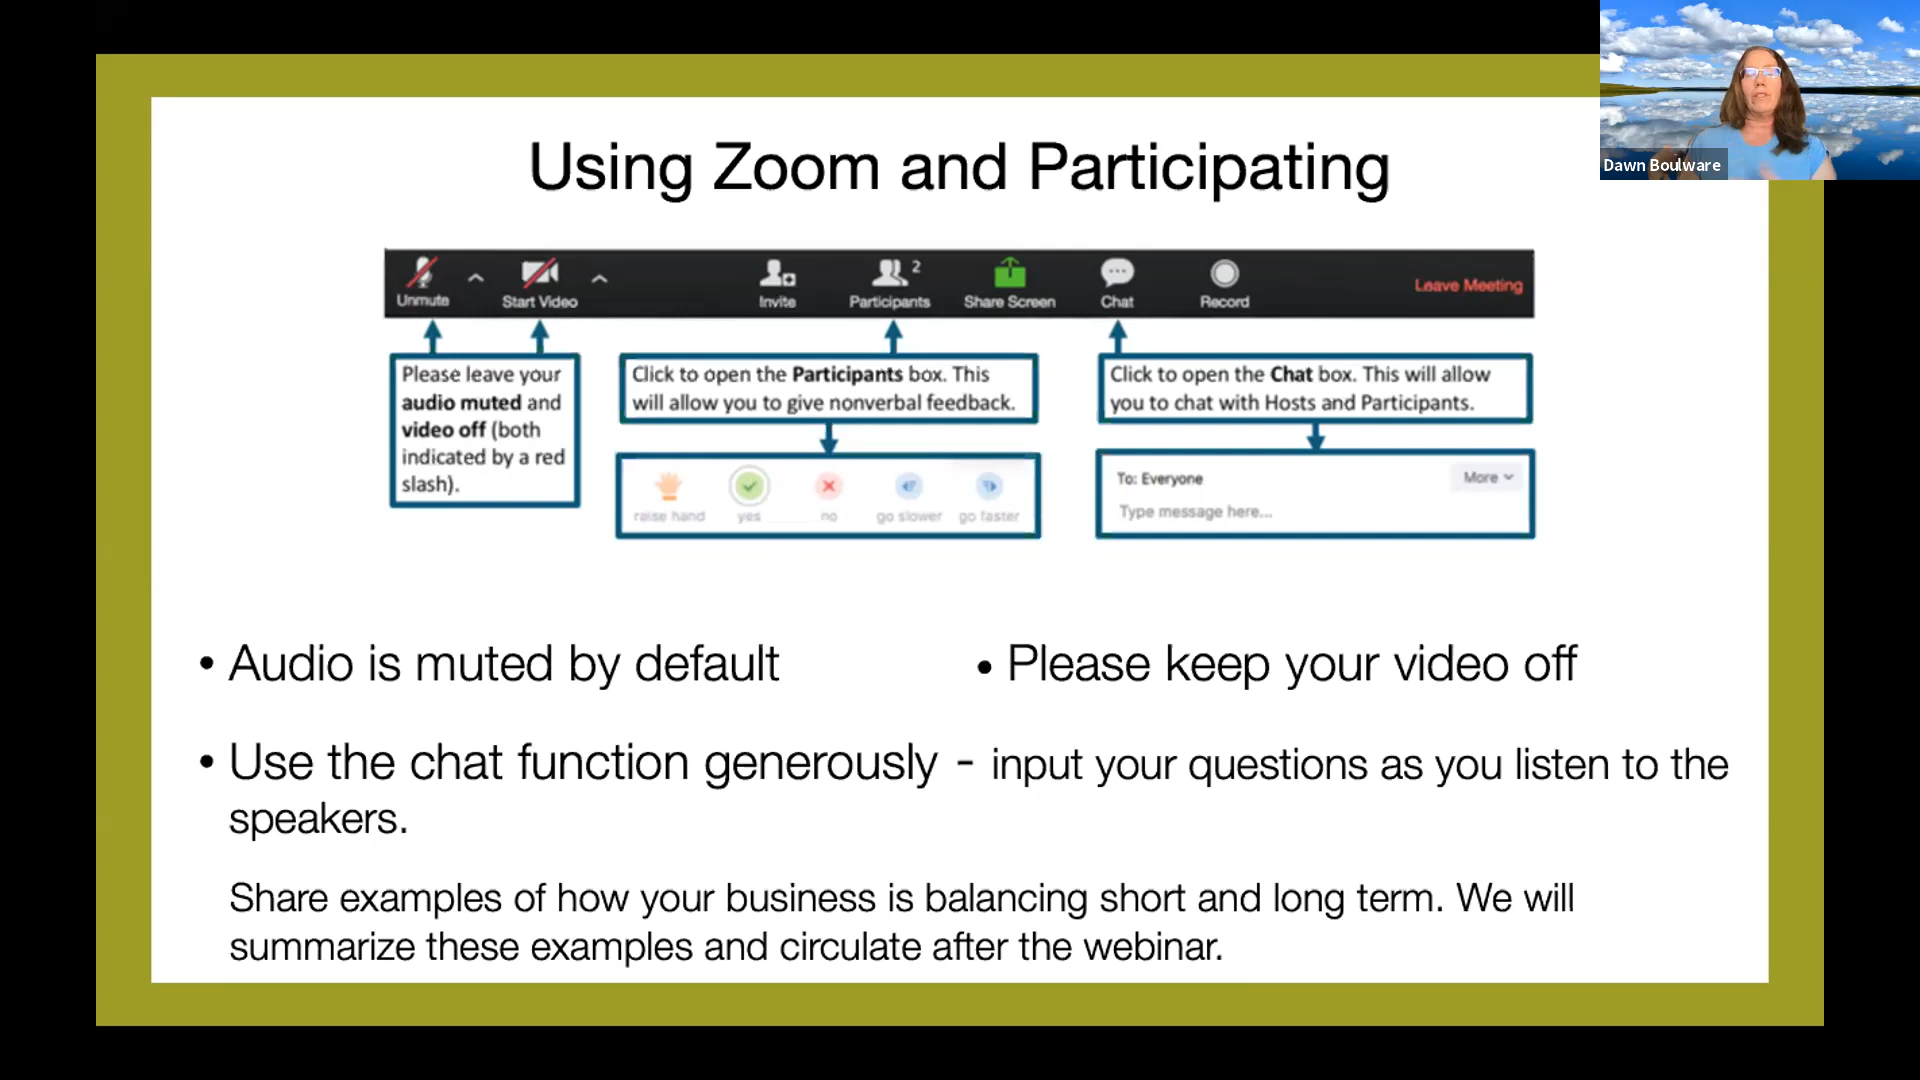 Using Zoom and Participating
Dawn Boulware
Unmute
Start Video
Invite
Participants
2
Share Screen
Chat
Record
Leave Meeting
Please leave your
audio muted and
video off (both
indicated by a red
slash).
Click to open the Participants box. This
will allow you to give nonverbal feedback.
raise hand
yes
no
go slower
go faster
Click to open the Chat box. This will allow
you to chat with Hosts and Participants.
To: Everyone
More
Type message here...
• Audio is muted by default
• Please keep your video off
• Use the chat function generously - input your questions as you listen to the
speakers.
Share examples of how your business is balancing short and long term. We will
summarize these examples and circulate after the webinar.